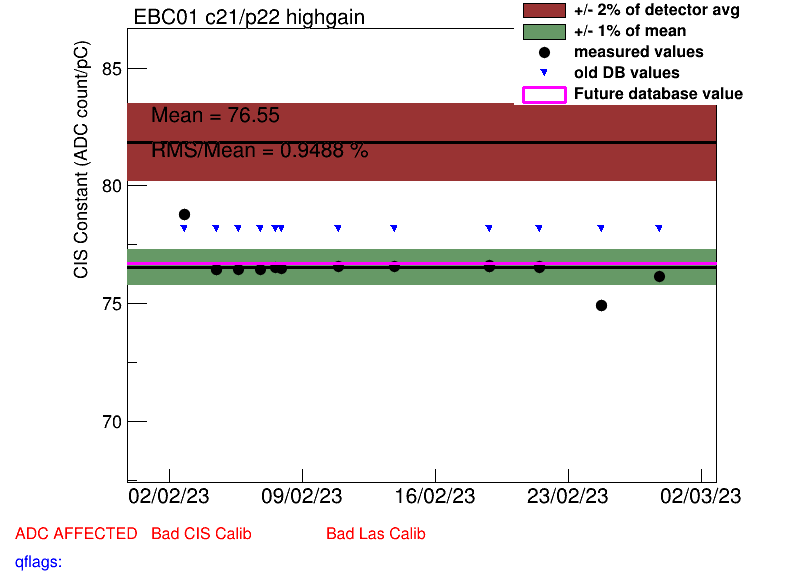 EBC01 c21/p22 highgain
+/- 2% of detector avg
+/- 1% of mean
measured values
old DB values
Future database value
CIS Constant (ADC count/pC)
85
80
75
70
Mean = 76.55
RMS/Mean = 0.9488 %
02/02/23 09/02/23 16/02/23 23/02/23 02/03/23
ADC AFFECTED Bad CIS Calib Bad Las Calib
qflags: